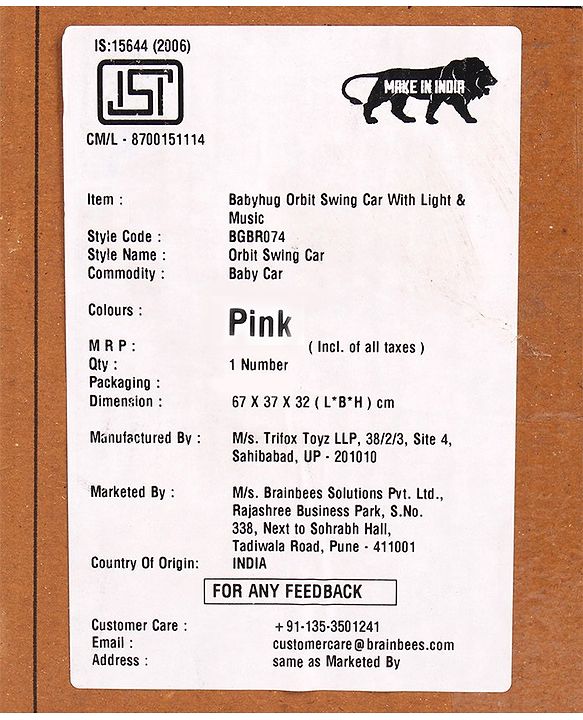 IS:15644 (2006)
ISI
MAKE IN INDIA
CM/L - 8700151114
Item : Babyhug Orbit Swing Car With Light &
Music
Style Code : BGBR074
Style Name : Orbit Swing Car
Commodity : Baby Car
Colours : Pink
M R P : ( Incl. of all taxes )
Qty : 1 Number
Packaging :
Dimension : 67 X 37 X 32 ( L*B*H ) cm
Manufactured By : M/s. Trifox Toyz LLP, 38/2/3, Site 4,
Sahibabad, UP - 201010
Marketed By : M/s. Brainbees Solutions Pvt. Ltd.,
Rajashree Business Park, S.No.
338, Next to Sohrabh Hall,
Tadiwala Road, Pune - 411001
Country Of Origin: INDIA
FOR ANY FEEDBACK
Customer Care : +91-135-3501241
Email : customercare@brainbees.com
Address : same as Marketed By